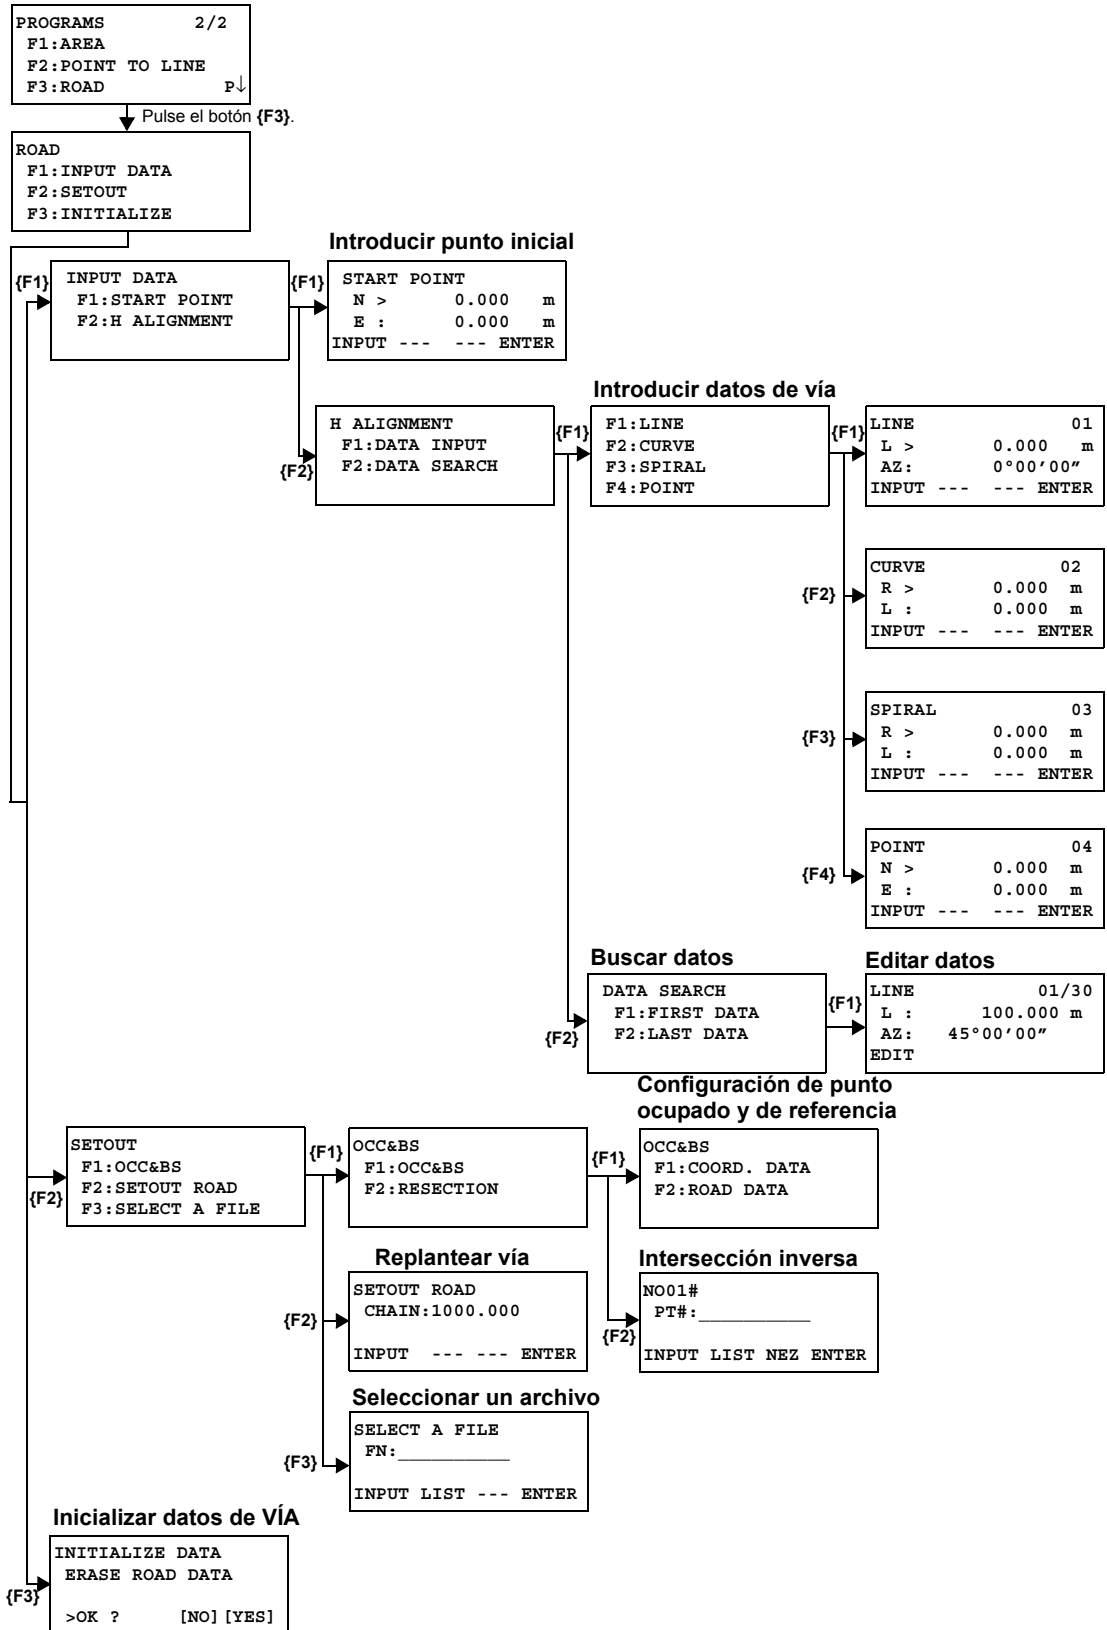 PROGRAMS 2/2
F1:AREA
F2:POINT TO LINE
F3:ROAD P↓
Pulse el botón {F3}.
ROAD
F1:INPUT DATA
F2:SETOUT
F3:INITIALIZE
{F1}
INPUT DATA
F1:START POINT
F2:H ALIGNMENT
{F1}
Introducir punto inicial
START POINT
N > 0.000 m
E : 0.000 m
INPUT --- --- ENTER
{F2}
H ALIGNMENT
F1:DATA INPUT
F2:DATA SEARCH
{F1}
Introducir datos de vía
F1:LINE
F2:CURVE
F3:SPIRAL
F4:POINT
{F1}
LINE 01
L > 0.000 m
AZ: 0°00'00″
INPUT --- --- ENTER
{F2}
CURVE 02
R > 0.000 m
L : 0.000 m
INPUT --- --- ENTER
{F3}
SPIRAL 03
R > 0.000 m
L : 0.000 m
INPUT --- --- ENTER
{F4}
POINT 04
N > 0.000 m
E : 0.000 m
INPUT --- --- ENTER
{F2}
Buscar datos
DATA SEARCH
F1:FIRST DATA
F2:LAST DATA
{F1}
Editar datos
LINE 01/30
L : 100.000 m
AZ: 45°00'00″
EDIT
{F2}
SETOUT
F1:OCC&BS
F2:SETOUT ROAD
F3:SELECT A FILE
{F1}
OCC&BS
F1:OCC&BS
F2:RESECTION
{F1}
Configuración de punto
ocupado y de referencia
OCC&BS
F1:COORD. DATA
F2:ROAD DATA
{F2}
Intersección inversa
NO01#
PT#:__________
INPUT LIST NEZ ENTER
{F2}
Replantear vía
SETOUT ROAD
CHAIN:1000.000
INPUT --- --- ENTER
{F3}
Seleccionar un archivo
SELECT A FILE
FN:__________
INPUT LIST --- ENTER
{F3}
Inicializar datos de VÍA
INITIALIZE DATA
ERASE ROAD DATA
>OK ? [NO][YES]